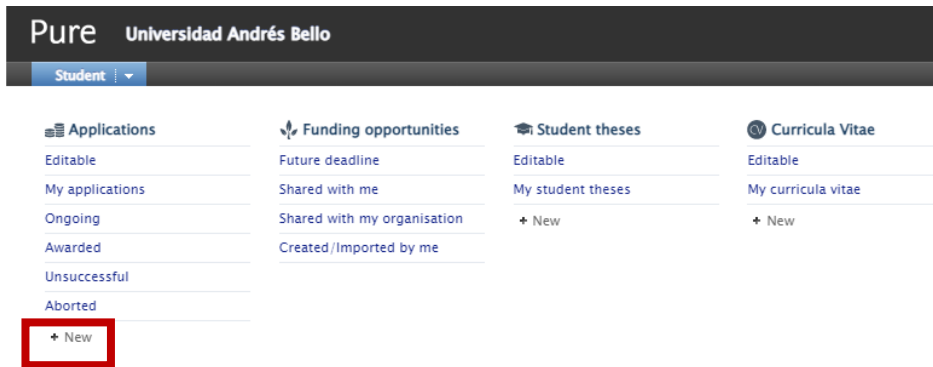 Pure Universidad Andrés Bello
Student
Applications
Editable
My applications
Ongoing
Awarded
Unsuccessful
Aborted
+ New
Funding opportunities
Future deadline
Shared with me
Shared with my organisation
Created/Imported by me
Student theses
Editable
My student theses
+ New
CV Curricula Vitae
Editable
My curricula vitae
+ New